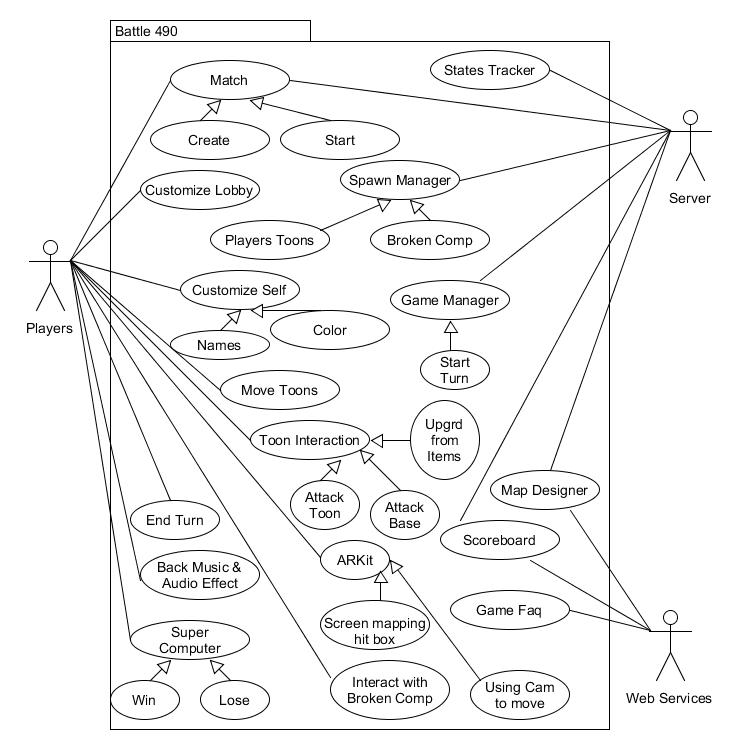 Battle 490
Match
States Tracker
Create
Start
Spawn Manager
Customize Lobby
Server
Players Toons
Broken Comp
Customize Self
Game Manager
Players
Names
Color
Start
Turn
Move Toons
Upgrd
from
Items
Toon Interaction
Attack
Toon
Attack
Base
Map Designer
End Turn
Scoreboard
ARKit
Back Music &
Audio Effect
Game Faq
Screen mapping
hit box
Super
Computer
Interact with
Broken Comp
Using Cam
to move
Win
Lose
Web Services